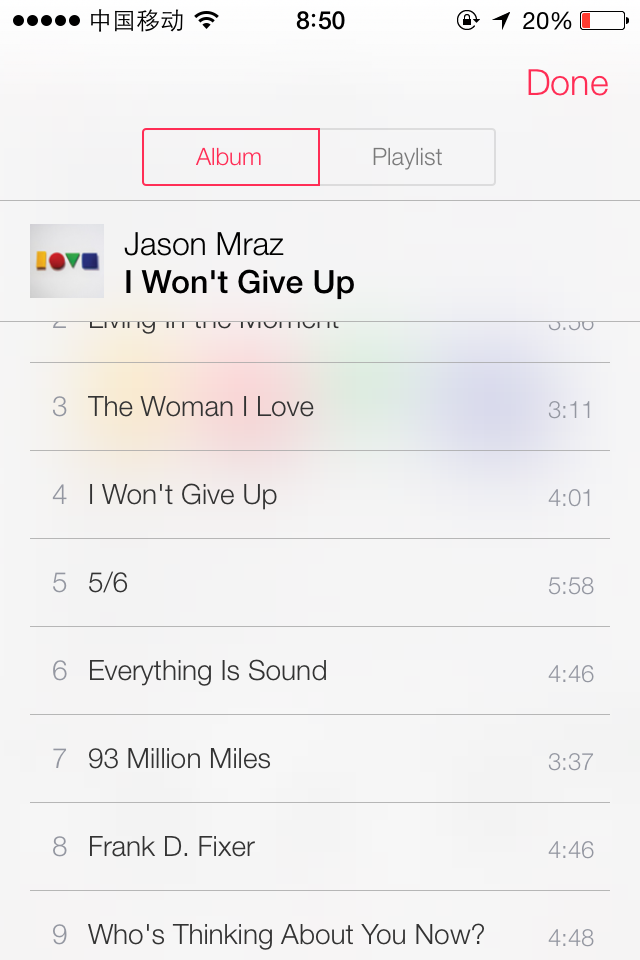 中国移动 8:50 20%
Done
Album Playlist
love
Jason Mraz
I Won't Give Up
2 Living in the Moment 3:56
3 The Woman I Love 3:11
4 I Won't Give Up 4:01
5 5/6 5:58
6 Everything Is Sound 4:46
7 93 Million Miles 3:37
8 Frank D. Fixer 4:46
9 Who's Thinking About You Now? 4:48